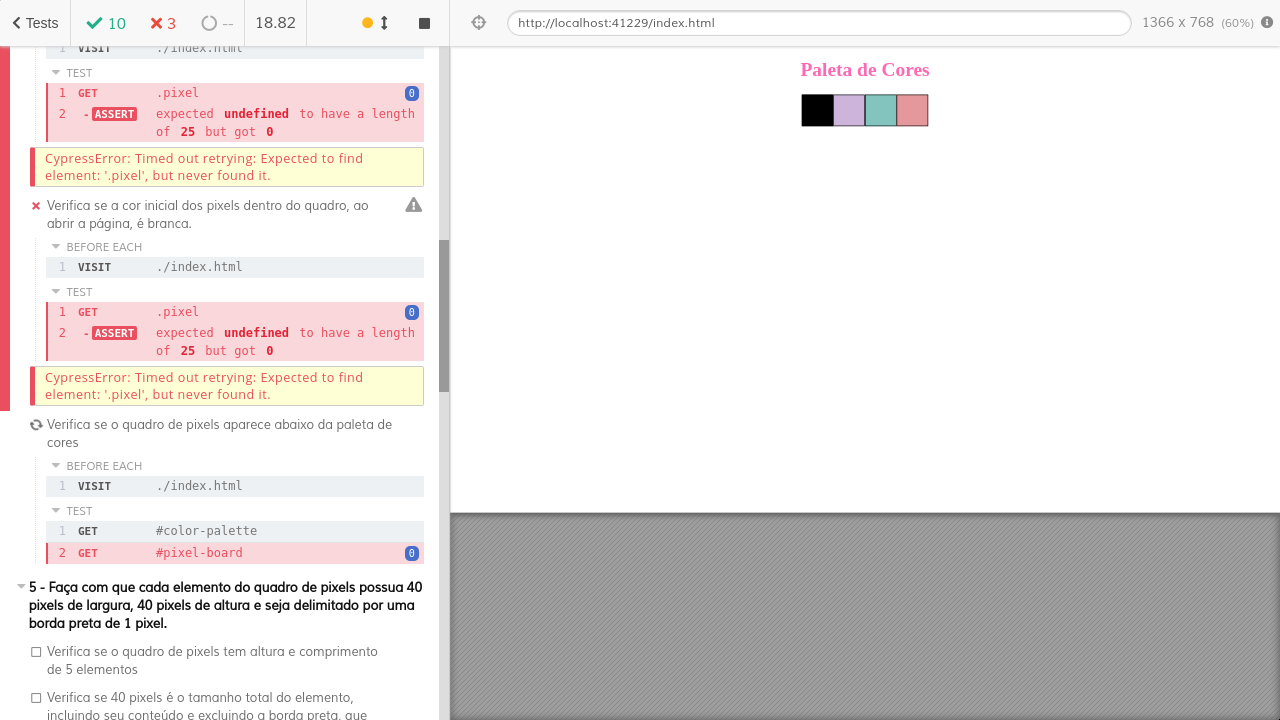 Tests
10
3
--
18.82
http://localhost:41229/index.html
1366 x 768 (60%)
1 VISIT ./index.html
TEST
1 GET .pixel 0
2 - ASSERT expected undefined to have a length
of 25 but got 0
CypressError: Timed out retrying: Expected to find
element: '.pixel', but never found it.
Verifica se a cor inicial dos pixels dentro do quadro, ao
abrir a página, é branca.
BEFORE EACH
1 VISIT ./index.html
TEST
1 GET .pixel 0
2 - ASSERT expected undefined to have a length
of 25 but got 0
CypressError: Timed out retrying: Expected to find
element: '.pixel', but never found it.
Verifica se o quadro de pixels aparece abaixo da paleta de
cores
BEFORE EACH
1 VISIT ./index.html
TEST
1 GET #color-palette
2 GET #pixel-board 0
5 - Faça com que cada elemento do quadro de pixels possua 40
pixels de largura, 40 pixels de altura e seja delimitado por uma
borda preta de 1 pixel.
Verifica se o quadro de pixels tem altura e comprimento
de 5 elementos
Verifica se 40 pixels é o tamanho total do elemento,
incluindo seu conteúdo e excluindo a borda preta, que
Paleta de Cores